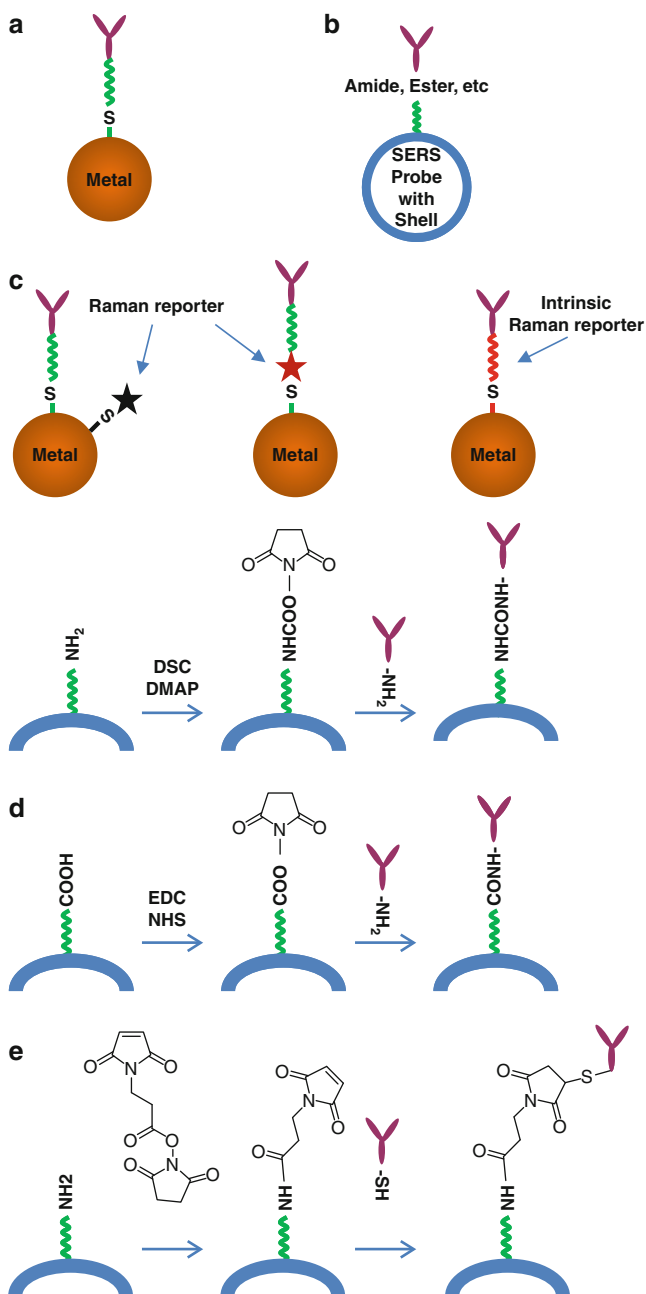 a
S
Metal
b
Amide, Ester, etc
SERS
Probe
with
Shell
c
Raman reporter
Intrinsic
Raman reporter
S
S
Metal
S
Metal
S
Metal
NH2
DSC
DMAP
O
N
O
NHCOO
-NH2
NHCONH-
d
COOH
EDC
NHS
O
N
O
COO
-NH2
CONH-
e
NH2
O
N
O
O
O
N
O
O
O
N
O
O
NH
-SH
O
N
O
S
O
NH